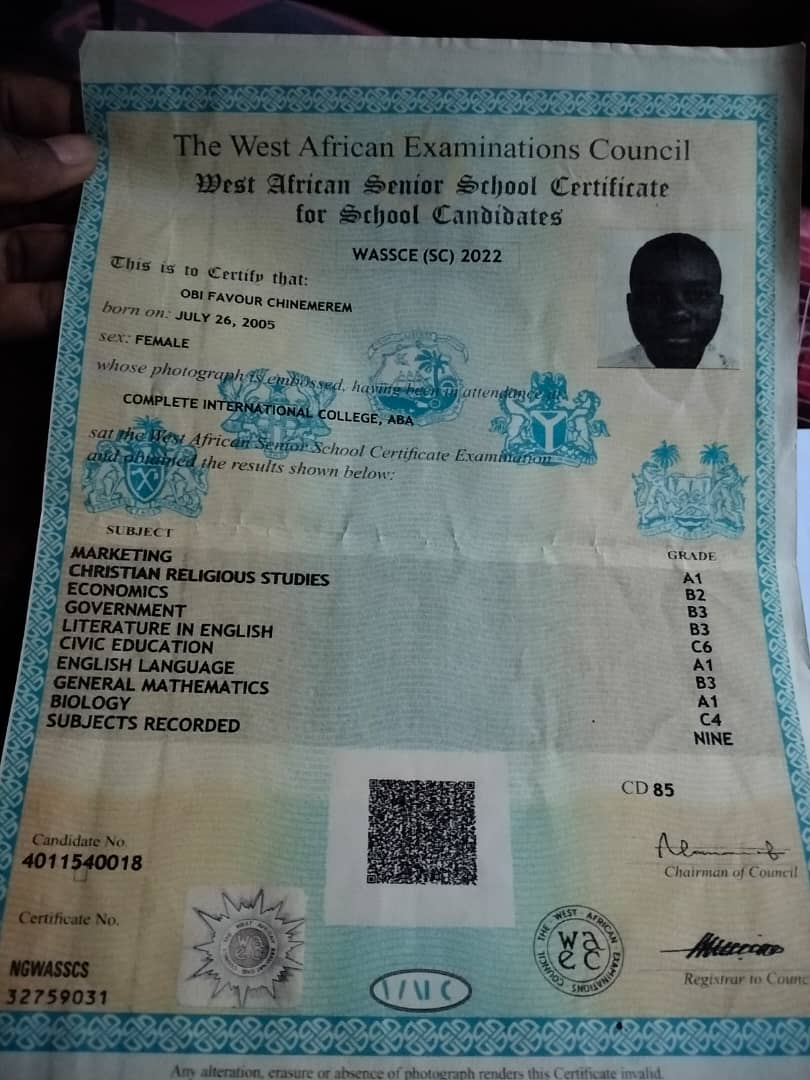 The West African Examinations Council
West African Senior School Certificate
for School Candidates
WASSCE (SC) 2022
This is to Certify that:
OBI FAVOUR CHINEMEREM
born on: JULY 26, 2005
sex: FEMALE
whose photograph is embossed, having been in attendance at
COMPLETE INTERNATIONAL COLLEGE, ABA
sat the West African Senior School Certificate Examination
and obtained the results shown below:
SUBJECT GRADE
MARKETING A1
CHRISTIAN RELIGIOUS STUDIES B2
ECONOMICS B3
GOVERNMENT B3
LITERATURE IN ENGLISH C6
CIVIC EDUCATION A1
ENGLISH LANGUAGE B3
GENERAL MATHEMATICS A1
BIOLOGY C4
SUBJECTS RECORDED NINE
CD 85
Candidate No.
4011540018
Chairman of Council
Certificate No.
NGWASSCS
32759031
THE WEST AFRICAN EXAMINATIONS COUNCIL
waec
Registrar to Counc
Any alteration, erasure or absence of photograph renders this Certificate invalid.